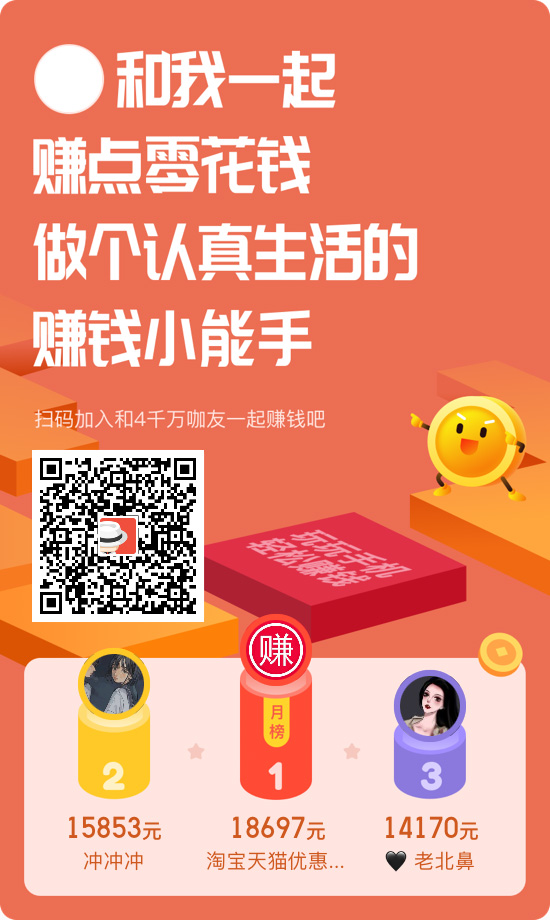 和我一起
赚点零花钱
做个认真生活的
赚钱小能手
扫码加入和4千万咖友一起赚钱吧
玩玩手机
轻松赚钱
赚
月榜
2
1
3
15853元
18697元
14170元
冲冲冲
淘宝天猫优惠...
🖤 老北鼻